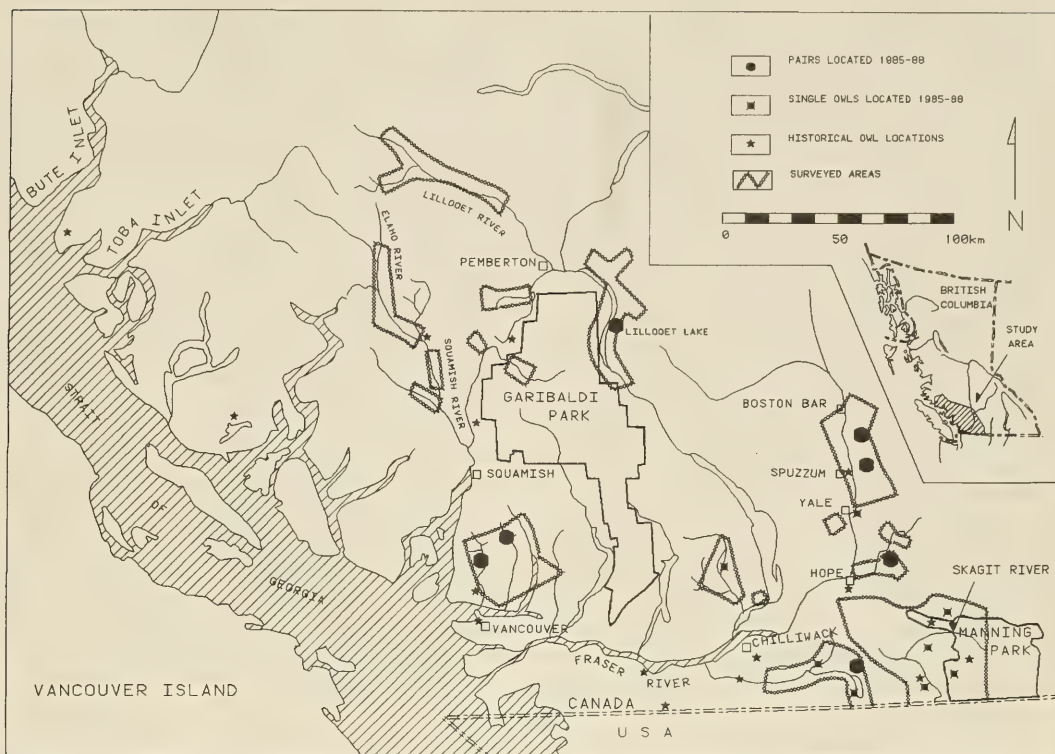 PAIRS LOCATED 1985-88
SINGLE OWLS LOCATED 1985-88
HISTORICAL OWL LOCATIONS
SURVEYED AREAS
N
0 50 100km
BRITISH
COLUMBIA
STUDY
AREA
BUTE INLET
TOBA INLET
LILLOOET RIVER
ELAHO RIVER
PEMBERTON
LILLOOET LAKE
SQUAMISH RIVER
GARIBALDI
PARK
BOSTON BAR
SQUAMISH
SPUZZUM
YALE
STRAIT
OF
GEORGIA
HOPE
SKAGIT RIVER
VANCOUVER
CHILLIWACK
MANNING
PARK
FRASER
RIVER
VANCOUVER ISLAND
CANADA
USA